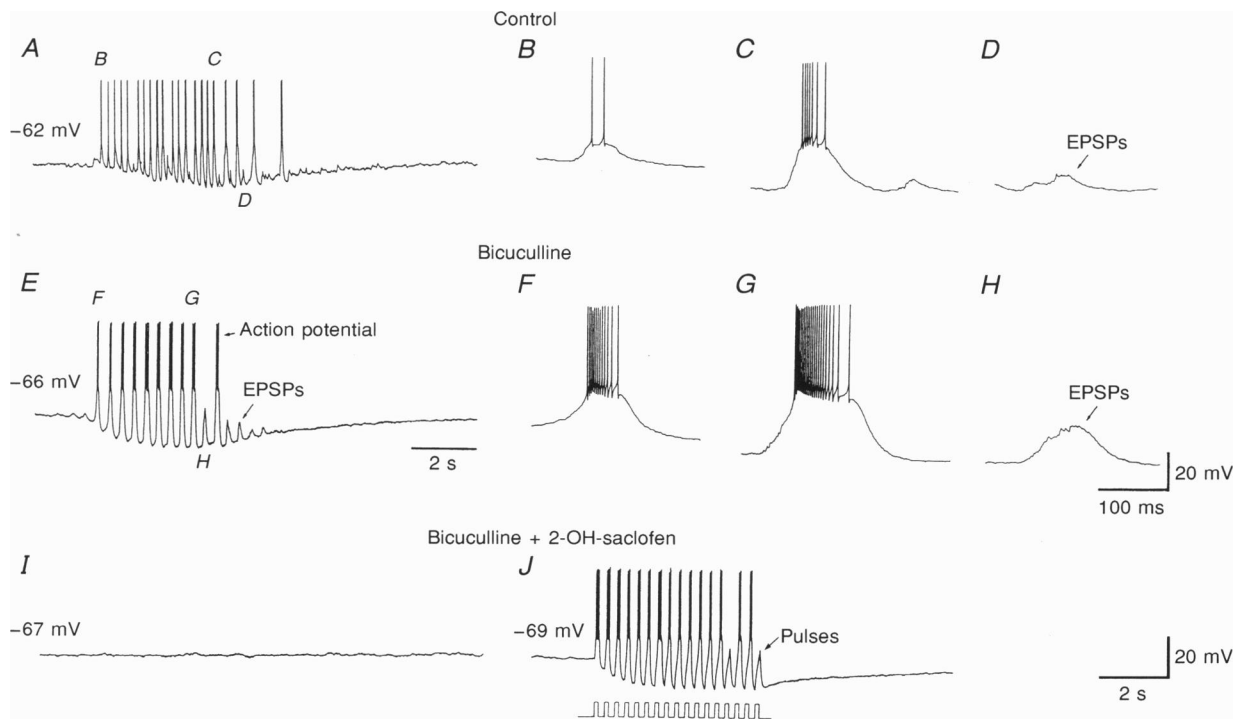 Control
A
B
C
B
C
D
−62 mV
EPSPs
D
Bicuculline
E
F
G
F
G
H
Action potential
−66 mV
EPSPs
EPSPs
H
2 s
20 mV
100 ms
Bicuculline + 2-OH-saclofen
I
J
−67 mV
−69 mV
Pulses
20 mV
2 s